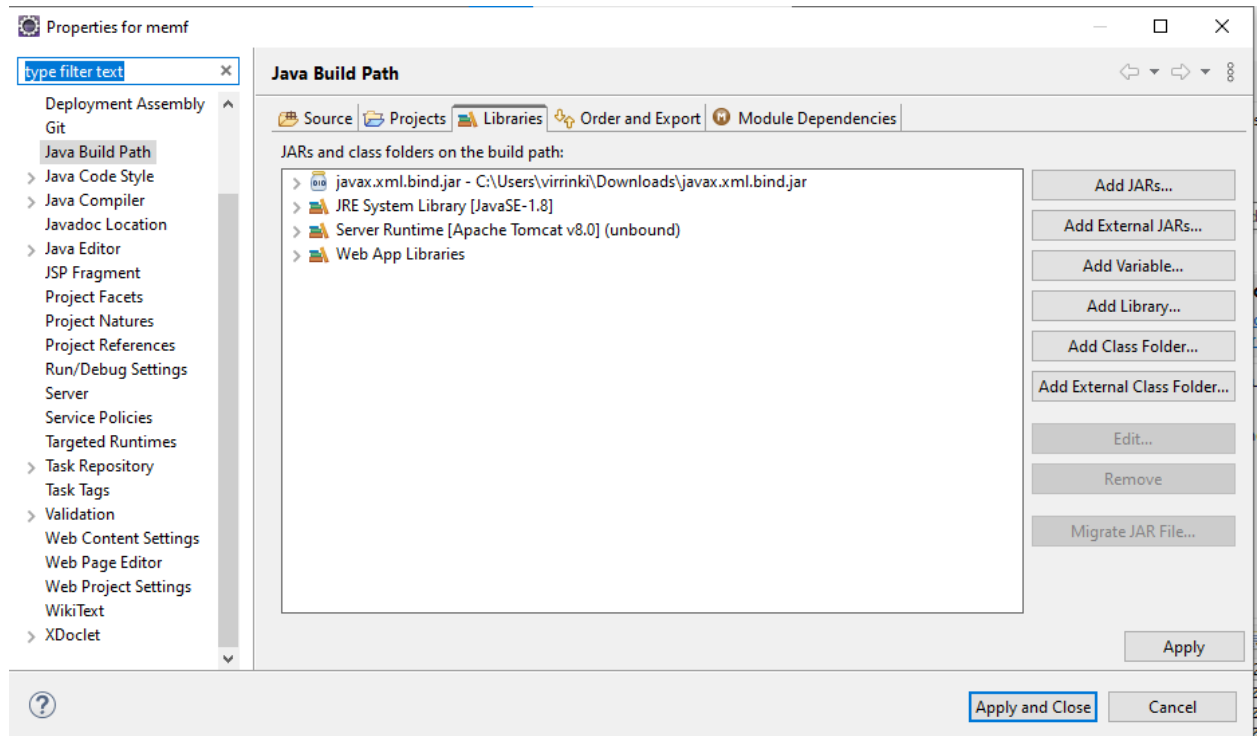 Properties for memf
type filter text
Deployment Assembly
Git
Java Build Path
Java Code Style
Java Compiler
Javadoc Location
Java Editor
JSP Fragment
Project Facets
Project Natures
Project References
Run/Debug Settings
Server
Service Policies
Targeted Runtimes
Task Repository
Task Tags
Validation
Web Content Settings
Web Page Editor
Web Project Settings
WikiText
XDoclet
Java Build Path
Source Projects Libraries Order and Export Module Dependencies
JARs and class folders on the build path:
javax.xml.bind.jar - C:\Users\virrinki\Downloads\javax.xml.bind.jar
JRE System Library [JavaSE-1.8]
Server Runtime [Apache Tomcat v8.0] (unbound)
Web App Libraries
Add JARs...
Add External JARs...
Add Variable...
Add Library...
Add Class Folder...
Add External Class Folder...
Edit...
Remove
Migrate JAR File...
Apply
Apply and Close Cancel